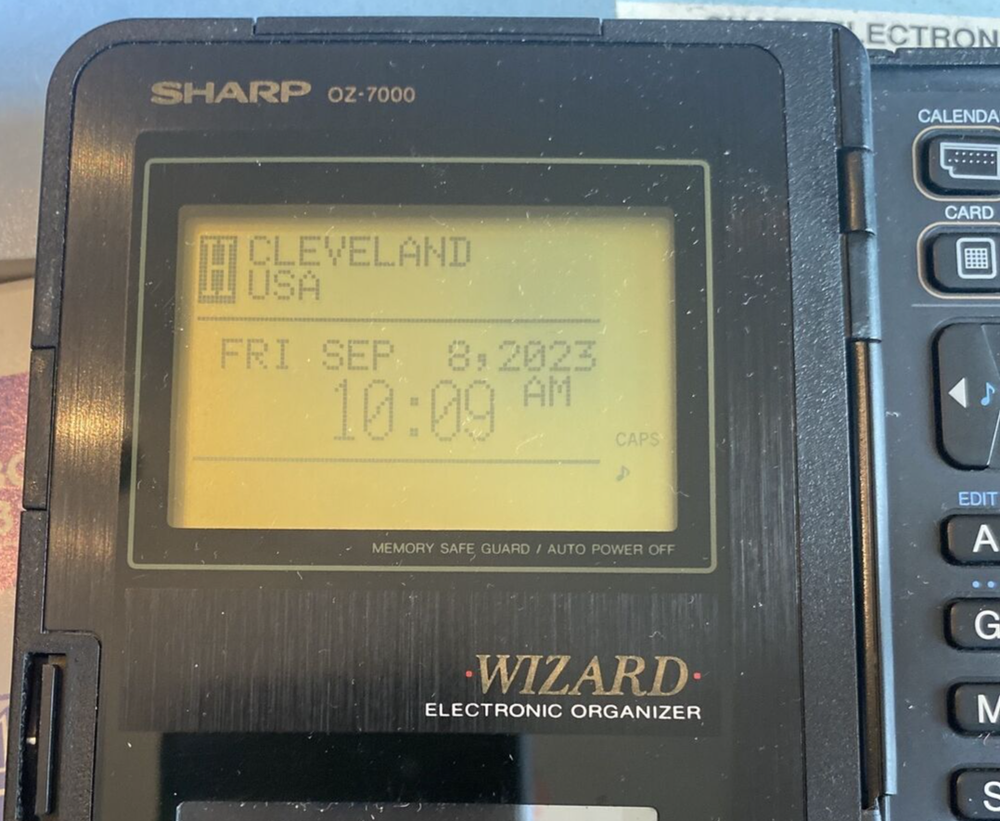 SHARP OZ-7000
H CLEVELAND
USA
FRI SEP 8,2023
10:09 AM
CAPS
MEMORY SAFE GUARD / AUTO POWER OFF
WIZARD
ELECTRONIC ORGANIZER
ELECTRON
CALENDA
CARD
EDIT
A
G
M
S